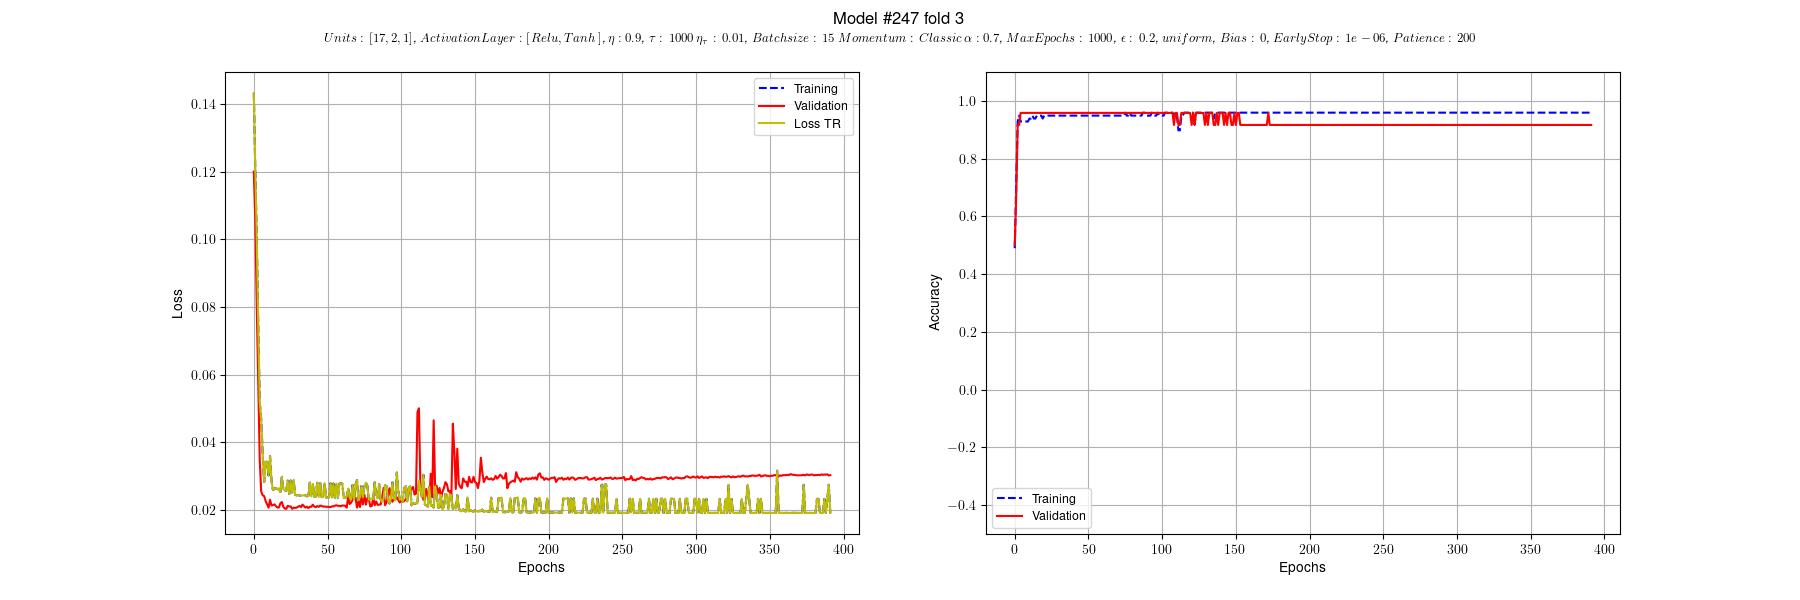 Model #247 fold 3
Units : [17, 2, 1], ActivationLayer : [Relu, Tanh], η : 0.9, τ : 1000 η_τ : 0.01, Batchsize : 15 Momentum : Classic α : 0.7, MaxEpochs : 1000, ϵ : 0.2, uniform, Bias : 0, EarlyStop : 1e − 06, Patience : 200
Loss
0.14
0.12
0.10
0.08
0.06
0.04
0.02
Training
Validation
Loss TR
0 50 100 150 200 250 300 350 400
Epochs
Accuracy
1.0
0.8
0.6
0.4
0.2
0.0
−0.2
−0.4
Training
Validation
0 50 100 150 200 250 300 350 400
Epochs